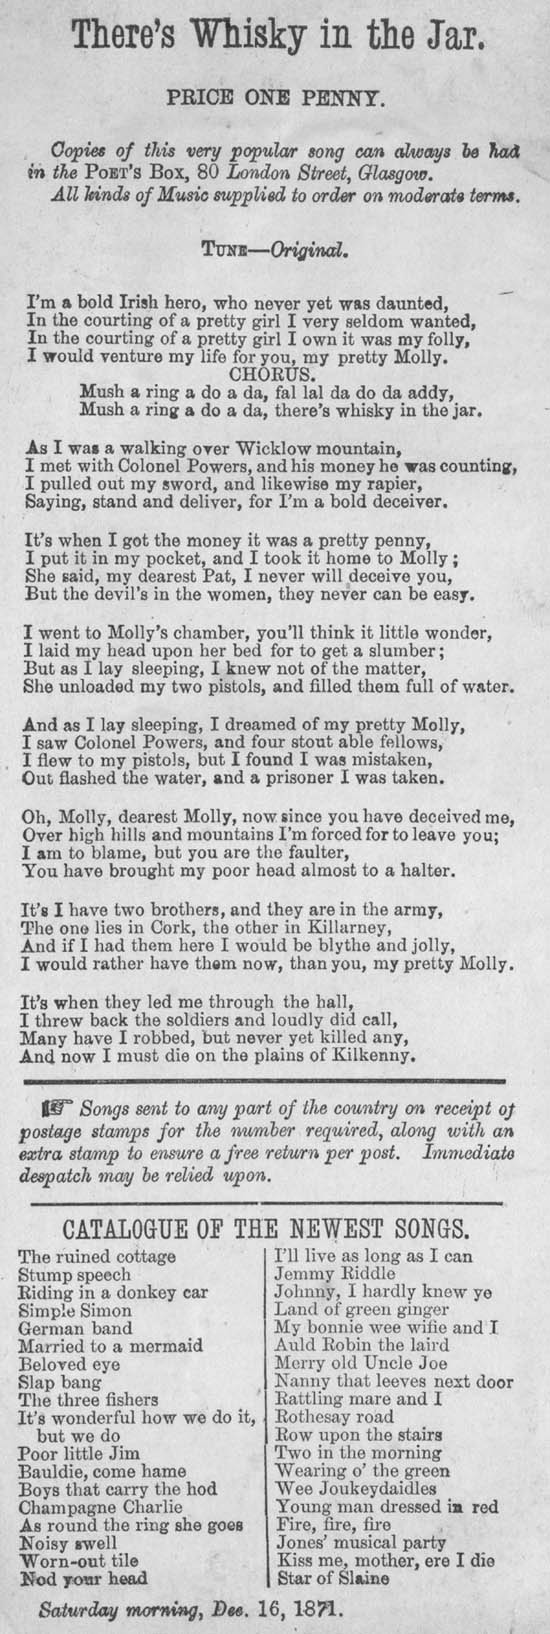 There's Whisky in the Jar.
PRICE ONE PENNY.
Copies of this very popular song can always be had
in the POET'S BOX, 80 London Street, Glasgow.
All kinds of Music supplied to order on moderate terms.
TUNE—Original.
I'm a bold Irish hero, who never yet was daunted,
In the courting of a pretty girl I very seldom wanted,
In the courting of a pretty girl I own it was my folly,
I would venture my life for you, my pretty Molly.
CHORUS.
Mush a ring a do a da, fal lal da do da addy,
Mush a ring a do a da, there's whisky in the jar.
As I was a walking over Wicklow mountain,
I met with Colonel Powers, and his money he was counting,
I pulled out my sword, and likewise my rapier,
Saying, stand and deliver, for I'm a bold deceiver.
It's when I got the money it was a pretty penny,
I put it in my pocket, and I took it home to Molly;
She said, my dearest Pat, I never will deceive you,
But the devil's in the women, they never can be easy.
I went to Molly's chamber, you'll think it little wonder,
I laid my head upon her bed for to get a slumber;
But as I lay sleeping, I knew not of the matter,
She unloaded my two pistols, and filled them full of water.
And as I lay sleeping, I dreamed of my pretty Molly,
I saw Colonel Powers, and four stout able fellows,
I flew to my pistols, but I found I was mistaken,
Out flashed the water, and a prisoner I was taken.
Oh, Molly, dearest Molly, now since you have deceived me,
Over high hills and mountains I'm forced for to leave you;
I am to blame, but you are the faulter,
You have brought my poor head almost to a halter.
It's I have two brothers, and they are in the army,
The one lies in Cork, the other in Killarney,
And if I had them here I would be blythe and jolly,
I would rather have them now, than you, my pretty Molly.
It's when they led me through the hall,
I threw back the soldiers and loudly did call,
Many have I robbed, but never yet killed any,
And now I must die on the plains of Kilkenny.
☞ Songs sent to any part of the country on receipt of
postage stamps for the number required, along with an
extra stamp to ensure a free return per post. Immediate
despatch may be relied upon.
CATALOGUE OF THE NEWEST SONGS.
The ruined cottage
Stump speech
Riding in a donkey car
Simple Simon
German band
Married to a mermaid
Beloved eye
Slap bang
The three fishers
It's wonderful how we do it,
but we do
Poor little Jim
Bauldie, come hame
Boys that carry the hod
Champagne Charlie
As round the ring she goes
Noisy swell
Worn-out tile
Nod your head
I'll live as long as I can
Jemmy Riddle
Johnny, I hardly knew ye
Land of green ginger
My bonnie wee wifie and I
Auld Robin the laird
Merry old Uncle Joe
Nanny that leeves next door
Rattling mare and I
Rothesay road
Row upon the stairs
Two in the morning
Wearing o' the green
Wee Joukeydaidles
Young man dressed in red
Fire, fire, fire
Jones' musical party
Kiss me, mother, ere I die
Star of Slaine
Saturday morning, Dec. 16, 1871.